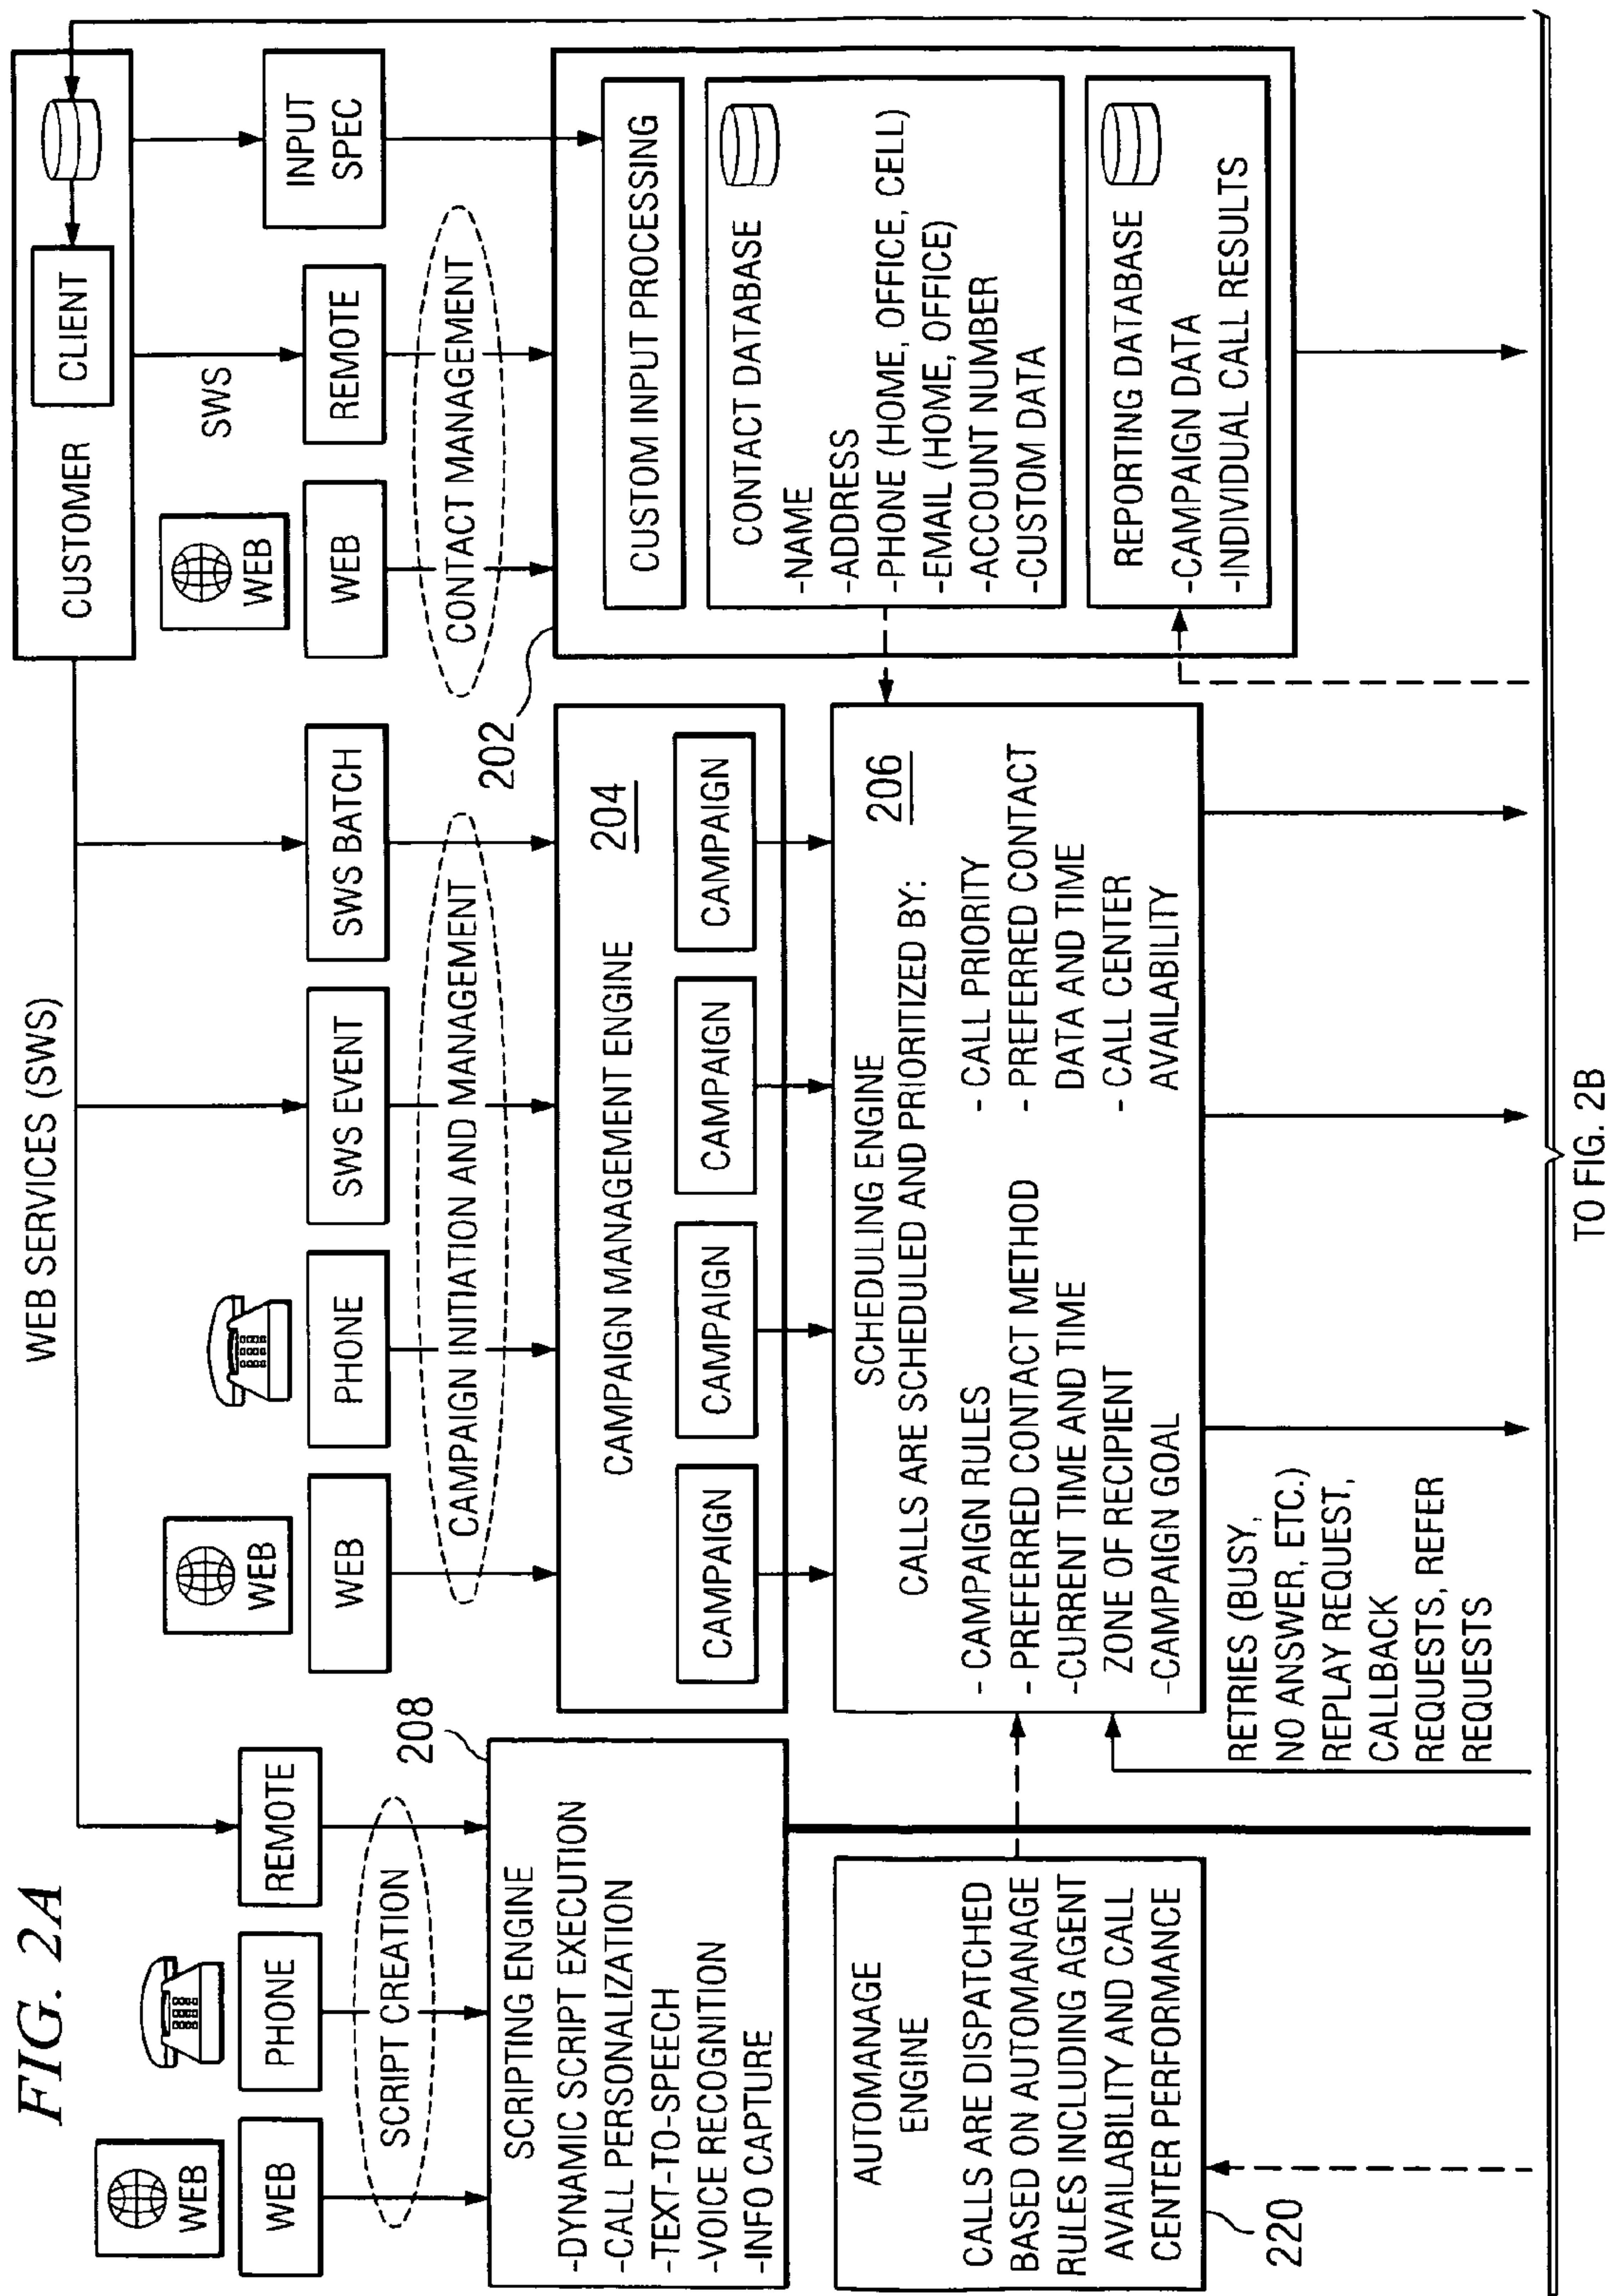 FIG. 2A
WEB SERVICES (SWS)
WEB
WEB
PHONE
REMOTE
SCRIPT CREATION
208
SCRIPTING ENGINE
-DYNAMIC SCRIPT EXECUTION
-CALL PERSONALIZATION
-TEXT-TO-SPEECH
-VOICE RECOGNITION
-INFO CAPTURE
AUTOMANAGE
ENGINE
CALLS ARE DISPATCHED
BASED ON AUTOMANAGE
RULES INCLUDING AGENT
AVAILABILITY AND CALL
CENTER PERFORMANCE
220
WEB
WEB
PHONE
SWS EVENT
SWS BATCH
CAMPAIGN INITIATION AND MANAGEMENT
CAMPAIGN MANAGEMENT ENGINE
204
CAMPAIGN
CAMPAIGN
CAMPAIGN
CAMPAIGN
SCHEDULING ENGINE
206
CALLS ARE SCHEDULED AND PRIORITIZED BY:
- CAMPAIGN RULES
- PREFERRED CONTACT METHOD
-CURRENT TIME AND TIME
ZONE OF RECIPIENT
-CAMPAIGN GOAL
- CALL PRIORITY
- PREFERRED CONTACT
DATA AND TIME
- CALL CENTER
AVAILABILITY
RETRIES (BUSY,
NO ANSWER, ETC.)
REPLAY REQUEST,
CALLBACK
REQUESTS, REFER
REQUESTS
CUSTOMER
CLIENT
SWS
WEB
WEB
REMOTE
INPUT
SPEC
CONTACT MANAGEMENT
202
CUSTOM INPUT PROCESSING
CONTACT DATABASE
-NAME
-ADDRESS
-PHONE (HOME, OFFICE, CELL)
-EMAIL (HOME, OFFICE)
-ACCOUNT NUMBER
-CUSTOM DATA
REPORTING DATABASE
-CAMPAIGN DATA
-INDIVIDUAL CALL RESULTS
TO FIG. 2B